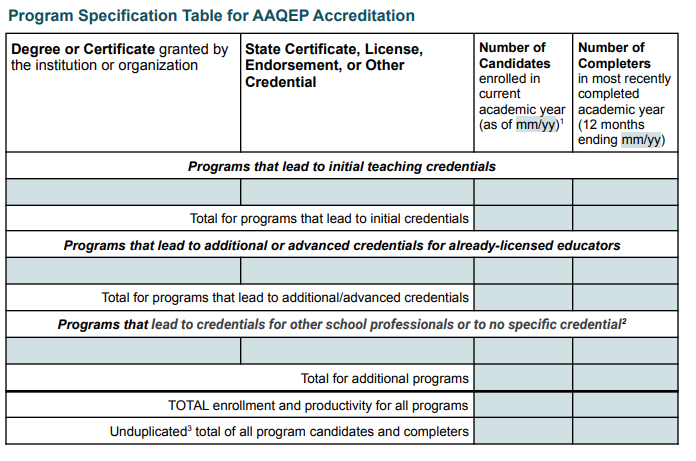 Program Specification Table for AAQEP Accreditation
Degree or Certificate granted by
the institution or organization
State Certificate, License,
Endorsement, or Other
Credential
Number of
Candidates
enrolled in
current
academic year
(as of mm/yy)¹
Number of
Completers
in most recently
completed
academic year
(12 months
ending mm/yy)
Programs that lead to initial teaching credentials
Total for programs that lead to initial credentials
Programs that lead to additional or advanced credentials for already-licensed educators
Total for programs that lead to additional/advanced credentials
Programs that lead to credentials for other school professionals or to no specific credential²
Total for additional programs
TOTAL enrollment and productivity for all programs
Unduplicated³ total of all program candidates and completers